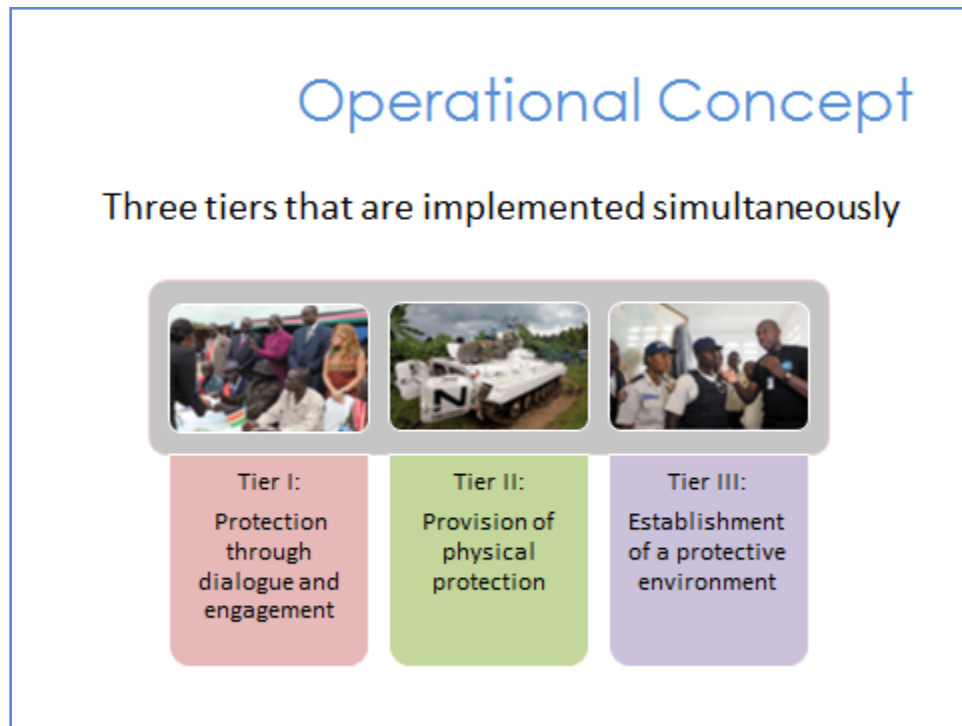 Operational Concept
Three tiers that are implemented simultaneously
N
Tier I:
Protection
through
dialogue and
engagement
Tier II:
Provision of
physical
protection
Tier III:
Establishment
of a protective
environment